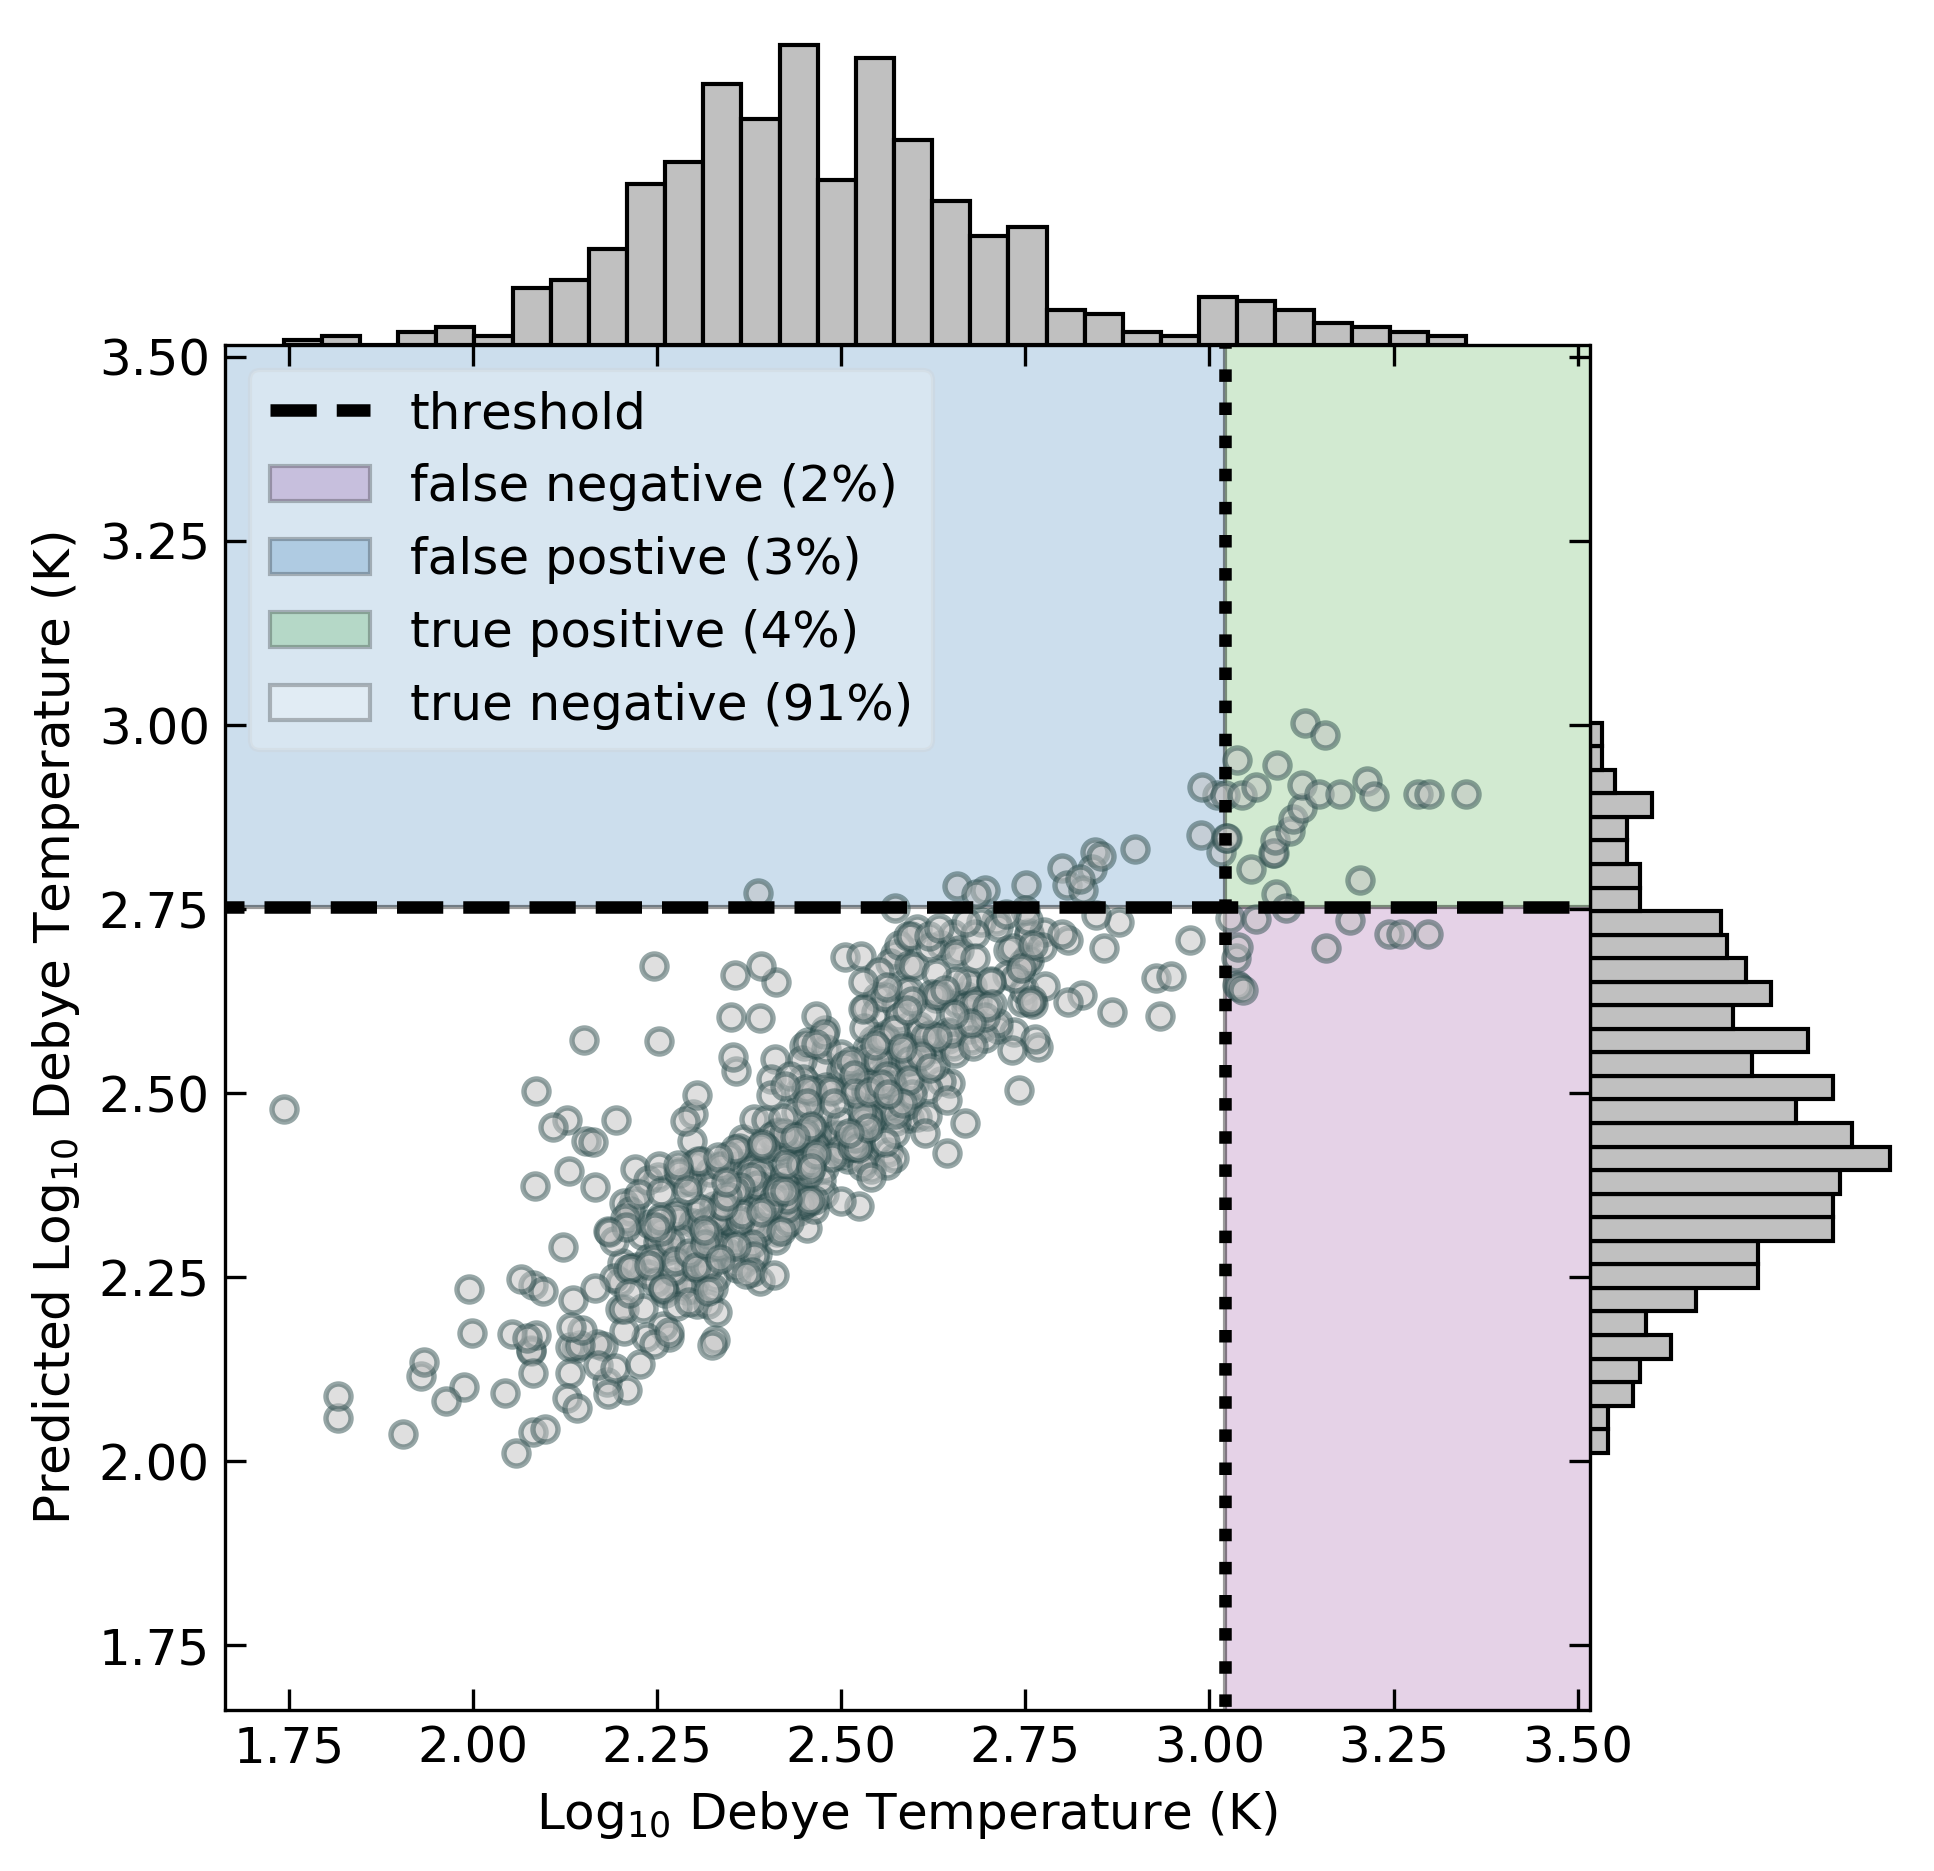 3.50
3.25
3.00
2.75
2.50
2.25
2.00
1.75
Predicted Log₁₀ Debye Temperature (K)
threshold
false negative (2%)
false postive (3%)
true positive (4%)
true negative (91%)
1.75 2.00 2.25 2.50 2.75 3.00 3.25 3.50
Log₁₀ Debye Temperature (K)